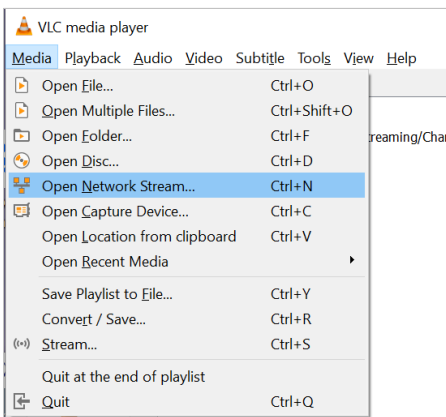 VLC media player
Media Playback Audio Video Subtitle Tools View Help
Open File... Ctrl+O
Open Multiple Files... Ctrl+Shift+O
Open Folder... Ctrl+F
treaming/Char
Open Disc... Ctrl+D
Open Network Stream... Ctrl+N
Open Capture Device... Ctrl+C
Open Location from clipboard Ctrl+V
Open Recent Media
Save Playlist to File... Ctrl+Y
Convert / Save... Ctrl+R
Stream... Ctrl+S
Quit at the end of playlist
Quit Ctrl+Q